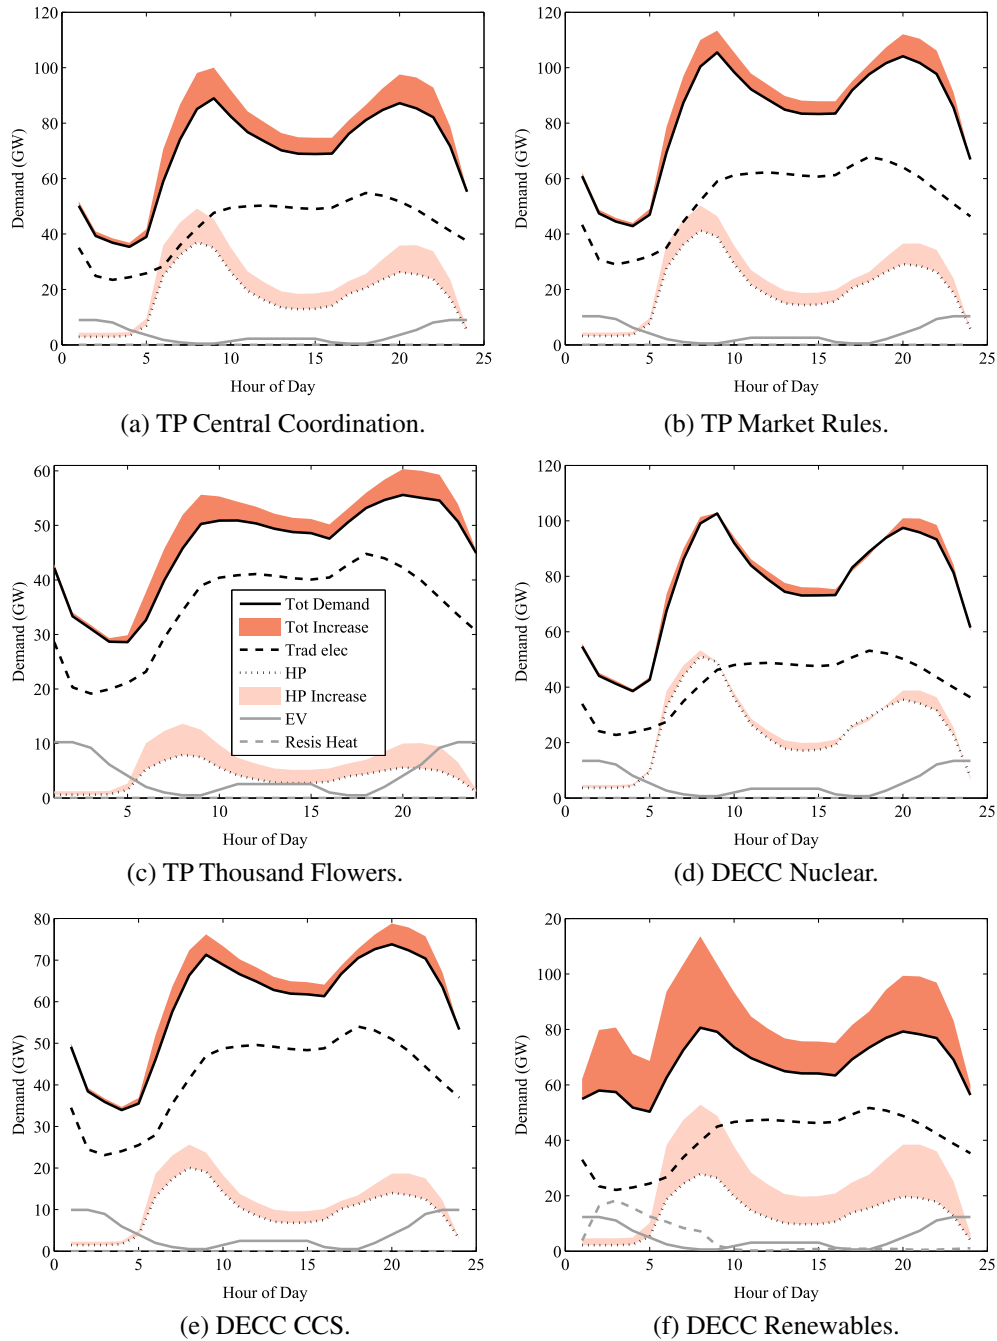 120
100
80
60
40
20
0
Demand (GW)
0 5 10 15 20 25
Hour of Day
(a) TP Central Coordination.
120
100
80
60
40
20
0
Demand (GW)
0 5 10 15 20 25
Hour of Day
(b) TP Market Rules.
60
50
40
30
20
10
0
Demand (GW)
5 10 15 20
Hour of Day
Tot Demand
Tot Increase
Trad elec
HP
HP Increase
EV
Resis Heat
(c) TP Thousand Flowers.
120
100
80
60
40
20
0
Demand (GW)
0 5 10 15 20 25
Hour of Day
(d) DECC Nuclear.
80
70
60
50
40
30
20
10
0
Demand (GW)
0 5 10 15 20 25
Hour of Day
(e) DECC CCS.
20
100
80
60
40
20
0
Demand (GW)
0 5 10 15 20 25
Hour of Day
(f) DECC Renewables.